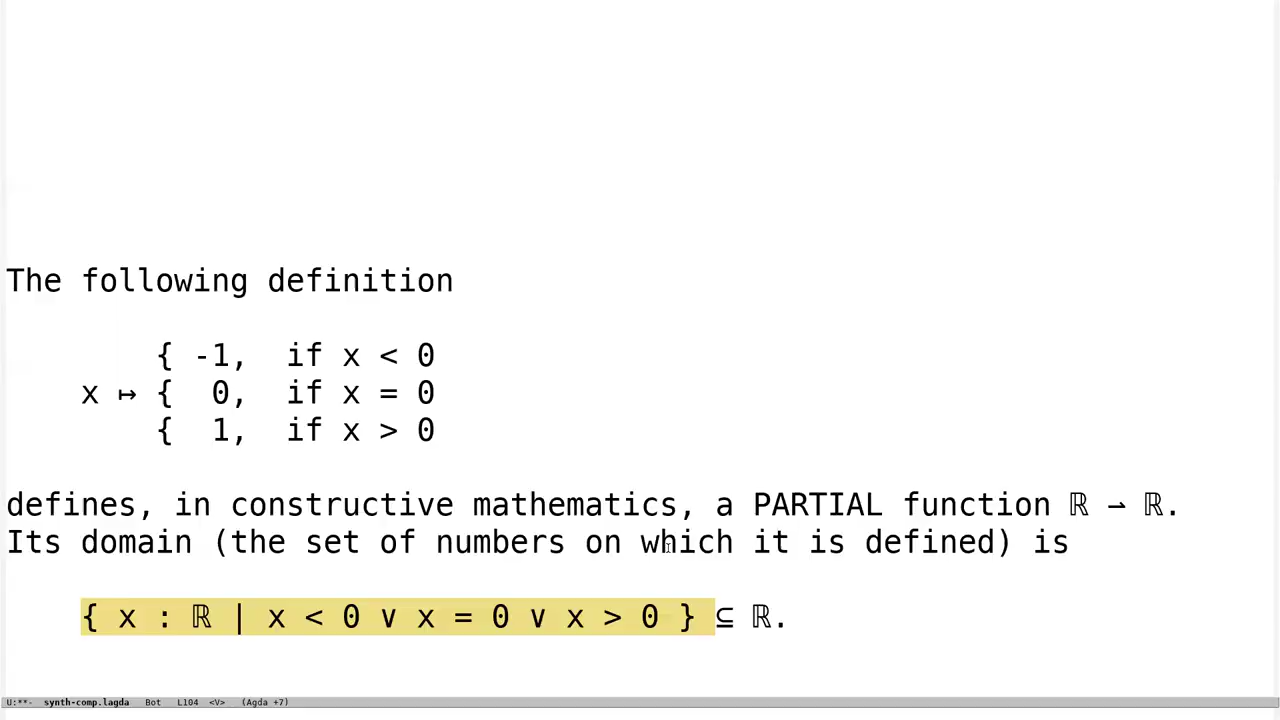 The following definition
{ -1, if x < 0
x ↦ { 0, if x = 0
{ 1, if x > 0
defines, in constructive mathematics, a PARTIAL function ℝ ⇀ ℝ.
Its domain (the set of numbers on which it is defined) is
{ x : ℝ | x < 0 ∨ x = 0 ∨ x > 0 } ⊆ ℝ.
U:**- synth-comp.lagda Bot L104 <V> (Agda +7)